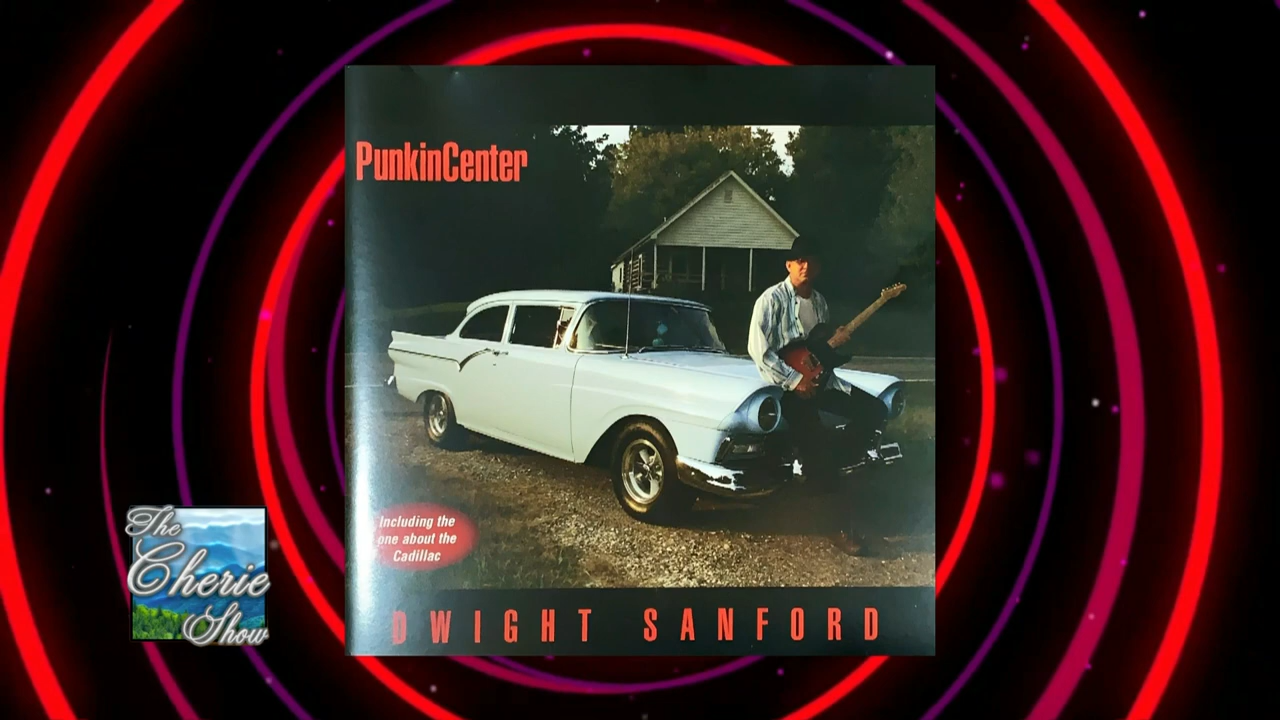 PunkinCenter
Including the
one about the
Cadillac
DWIGHT SANFORD
The
Cherie
Show